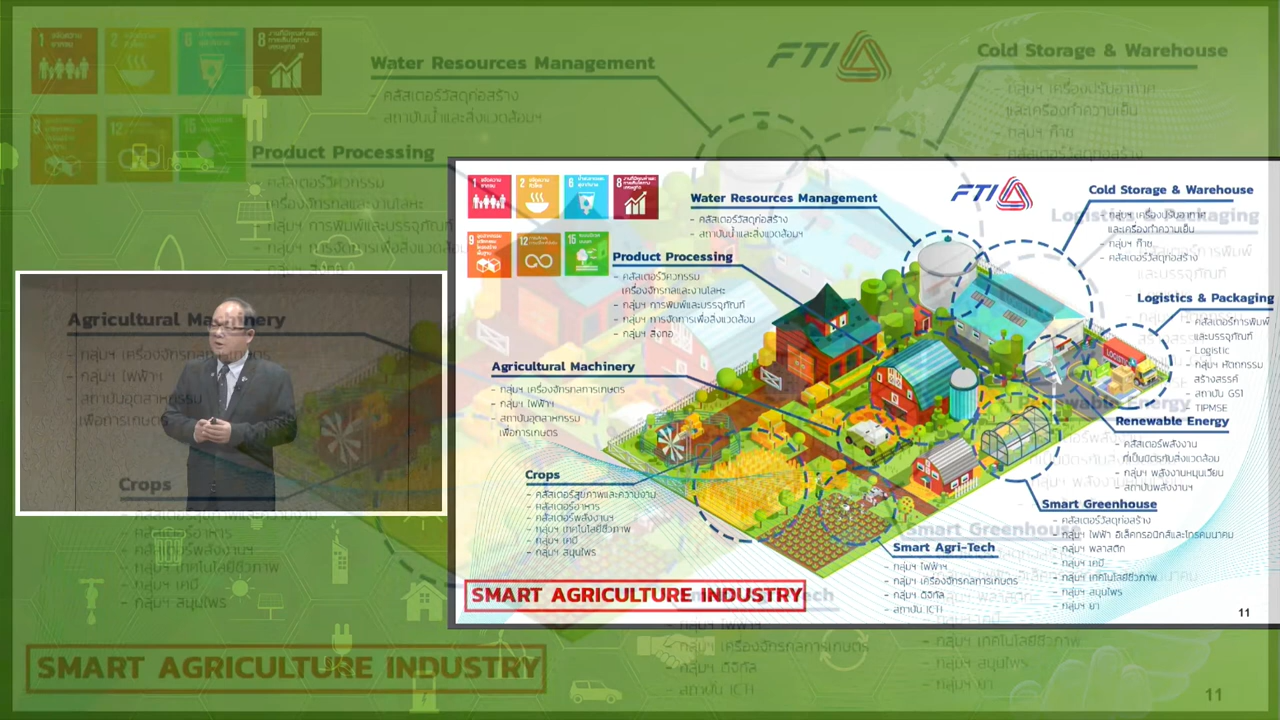 Water Resources Management
- คลัสเตอร์วัสดุก่อสร้าง
- สถาบันน้ำและสิ่งแวดล้อมฯ
FTI
Cold Storage & Warehouse
- กลุ่มฯ เครื่องปรับอากาศ
และเครื่องทำความเย็น
- กลุ่มฯ ก๊าซ
- คลัสเตอร์วัสดุก่อสร้าง
Product Processing
- คลัสเตอร์วิศวกรรม
เครื่องจักรกลและงานโลหะ
- กลุ่มฯ การพิมพ์และบรรจุภัณฑ์
- กลุ่มฯ การจัดการเพื่อสิ่งแวดล้อม
- กลุ่มฯ สิ่งทอ
Logistics & Packaging
- คลัสเตอร์การพิมพ์
และบรรจุภัณฑ์
- Logistic
- กลุ่มฯ หัตถกรรม
สร้างสรรค์
- สถาบัน GS1
- TIPMSE
Agricultural Machinery
- กลุ่มฯ เครื่องจักรกลการเกษตร
- กลุ่มฯ ไฟฟ้าฯ
- สถาบันอุตสาหกรรม
เพื่อการเกษตร
Renewable Energy
- คลัสเตอร์พลังงาน
ที่เป็นมิตรกับสิ่งแวดล้อม
- กลุ่มฯ พลังงานหมุนเวียน
- สถาบันพลังงานฯ
Crops
- คลัสเตอร์สุขภาพและความงาม
- คลัสเตอร์อาหาร
- คลัสเตอร์พลังงานฯ
- กลุ่มฯ เทคโนโลยีชีวภาพ
- กลุ่มฯ เคมี
- กลุ่มฯ สมุนไพร
Smart Greenhouse
- คลัสเตอร์วัสดุก่อสร้าง
- กลุ่มฯ ไฟฟ้า อิเล็กทรอนิกส์และโทรคมนาคม
- กลุ่มฯ พลาสติก
- กลุ่มฯ เคมี
- กลุ่มฯ เทคโนโลยีชีวภาพ
- กลุ่มฯ สมุนไพร
- กลุ่มฯ ยา
Smart Agri-Tech
- กลุ่มฯ ไฟฟ้าฯ
- กลุ่มฯ เครื่องจักรกลการเกษตร
- กลุ่มฯ ดิจิทัล
- สถาบัน ICTI
SMART AGRICULTURE INDUSTRY
11